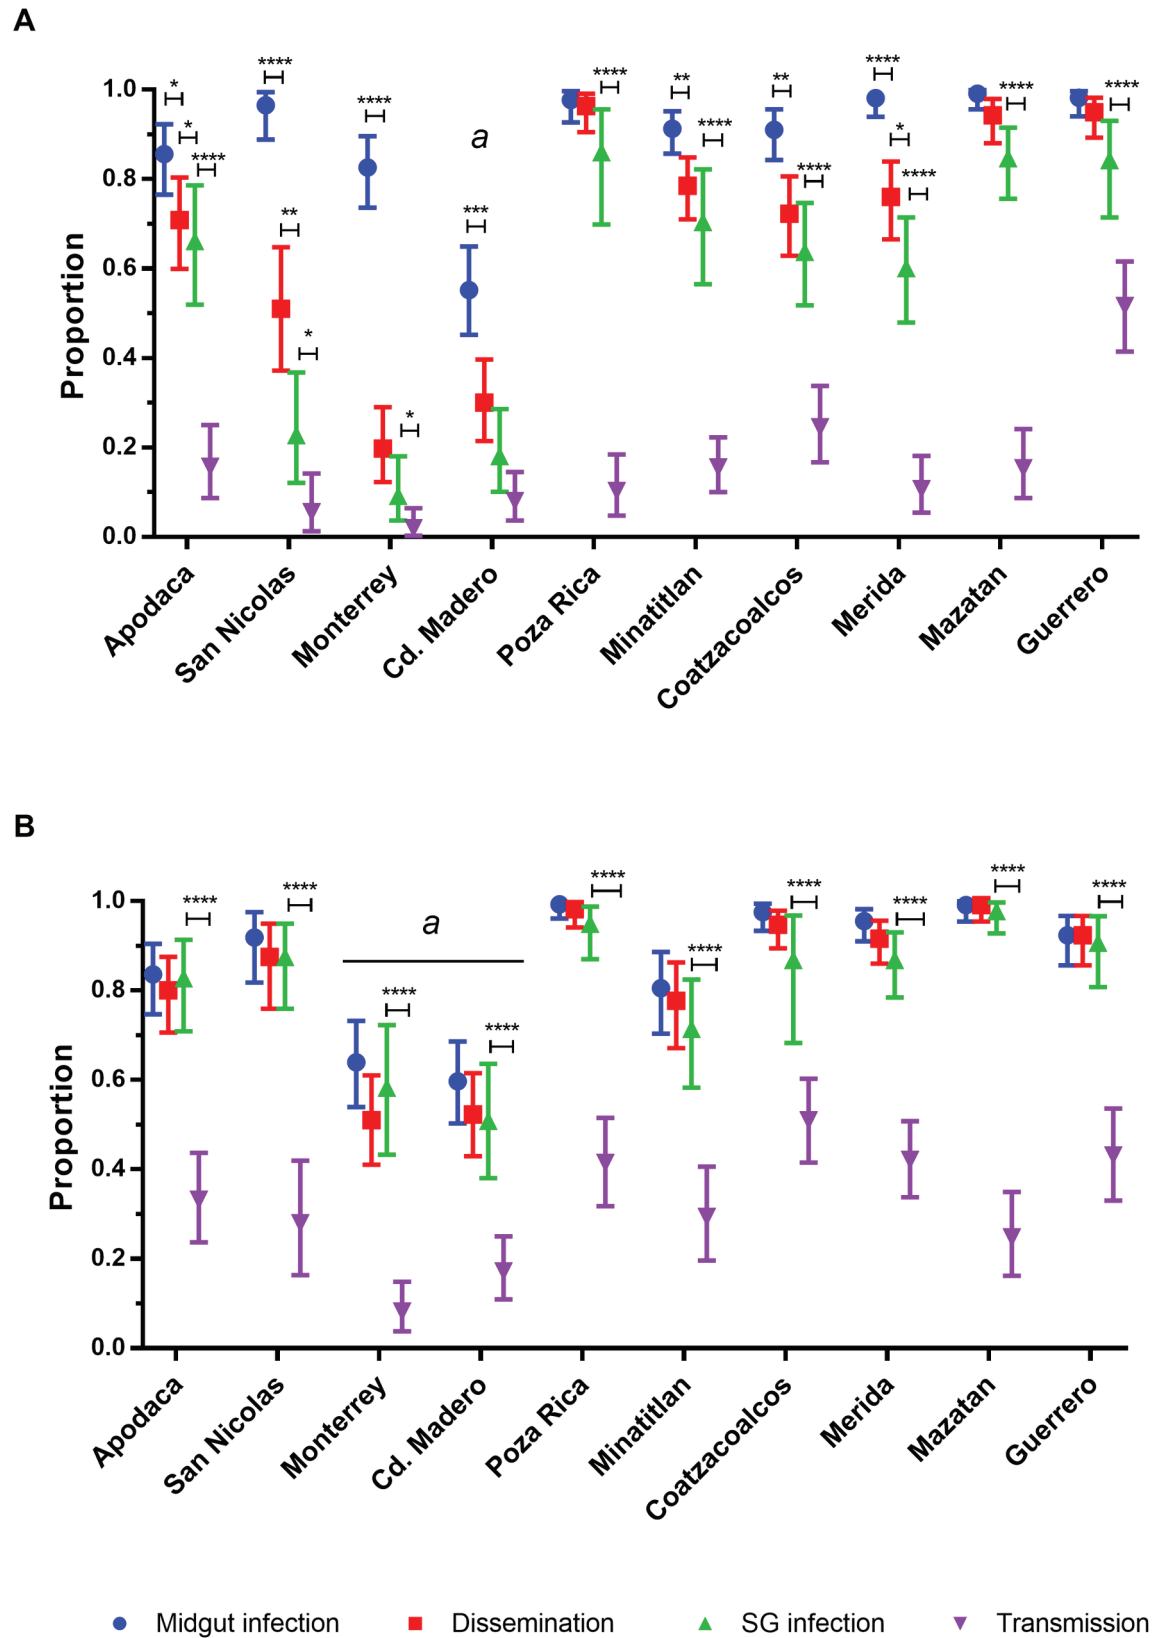 A
Proportion
1.0
0.8
0.6
0.4
0.2
0.0
* * **** **** ** * **** * *** a **** ** **** ** **** **** * **** **** ****
Apodaca
San Nicolas
Monterrey
Cd. Madero
Poza Rica
Minatitlan
Coatzacoalcos
Merida
Mazatan
Guerrero
B
Proportion
1.0
0.8
0.6
0.4
0.2
0.0
**** **** a **** **** **** **** **** **** **** ****
Apodaca
San Nicolas
Monterrey
Cd. Madero
Poza Rica
Minatitlan
Coatzacoalcos
Merida
Mazatan
Guerrero
Midgut infection Dissemination SG infection Transmission